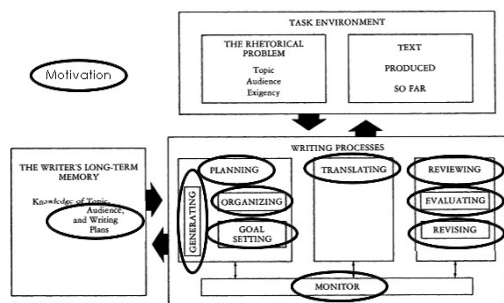 TASK ENVIRONMENT
THE RHETORICAL
PROBLEM
Topic
Audience
Exigency
TEXT
PRODUCED
SO FAR
Motivation
WRITING PROCESSES
THE WRITER'S LONG-TERM
MEMORY
Knowledge of Topic,
Audience,
and Writing
Plans
PLANNING
GENERATING
ORGANIZING
GOAL
SETTING
TRANSLATING
REVIEWING
EVALUATING
REVISING
MONITOR